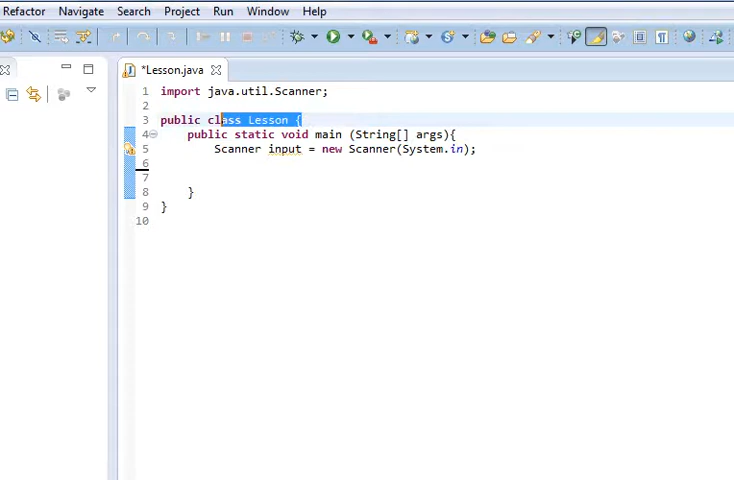 Refactor Navigate Search Project Run Window Help
*Lesson.java
1 import java.util.Scanner;
2
3 public class Lesson {
4 public static void main (String[] args){
5 Scanner input = new Scanner(System.in);
6
7
8 }
9 }
10